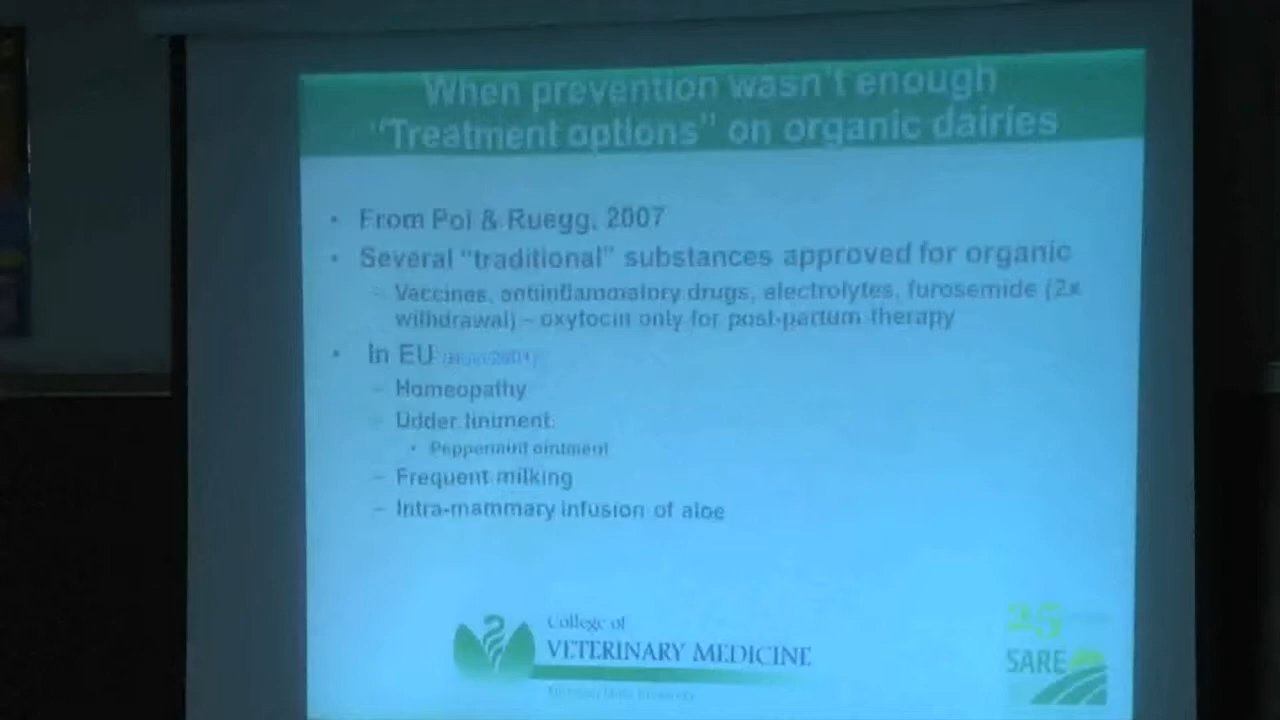 When prevention wasn't enough
"Treatment options" on organic dairies
• From Pol & Ruegg, 2007
• Several "traditional" substances approved for organic
– Vaccines, antiinflammatory drugs, electrolytes, furosemide (2x
withdrawal) – oxytocin only for post-partum therapy
• In EU
– Homeopathy
– Udder liniment
• Peppermint ointment
– Frequent milking
– Intra-mammary infusion of aloe
College of
VETERINARY MEDICINE
25
SARE